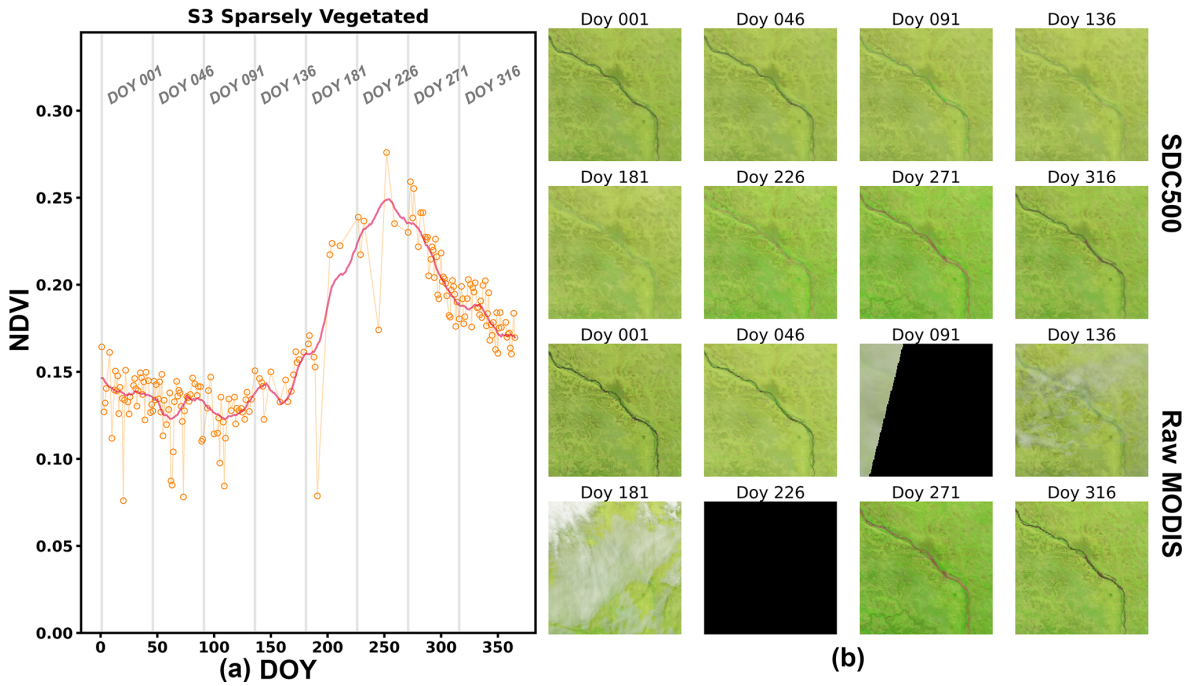 S3 Sparsely Vegetated
DOY 001 DOY 046 DOY 091 DOY 136 DOY 181 DOY 226 DOY 271 DOY 316
0.30
0.25
0.20
0.15
0.10
0.05
0.00
NDVI
0 50 100 150 200 250 300 350
(a) DOY
Doy 001 Doy 046 Doy 091 Doy 136
Doy 181 Doy 226 Doy 271 Doy 316
SDC500
Doy 001 Doy 046 Doy 091 Doy 136
Doy 181 Doy 226 Doy 271 Doy 316
Raw MODIS
(b)